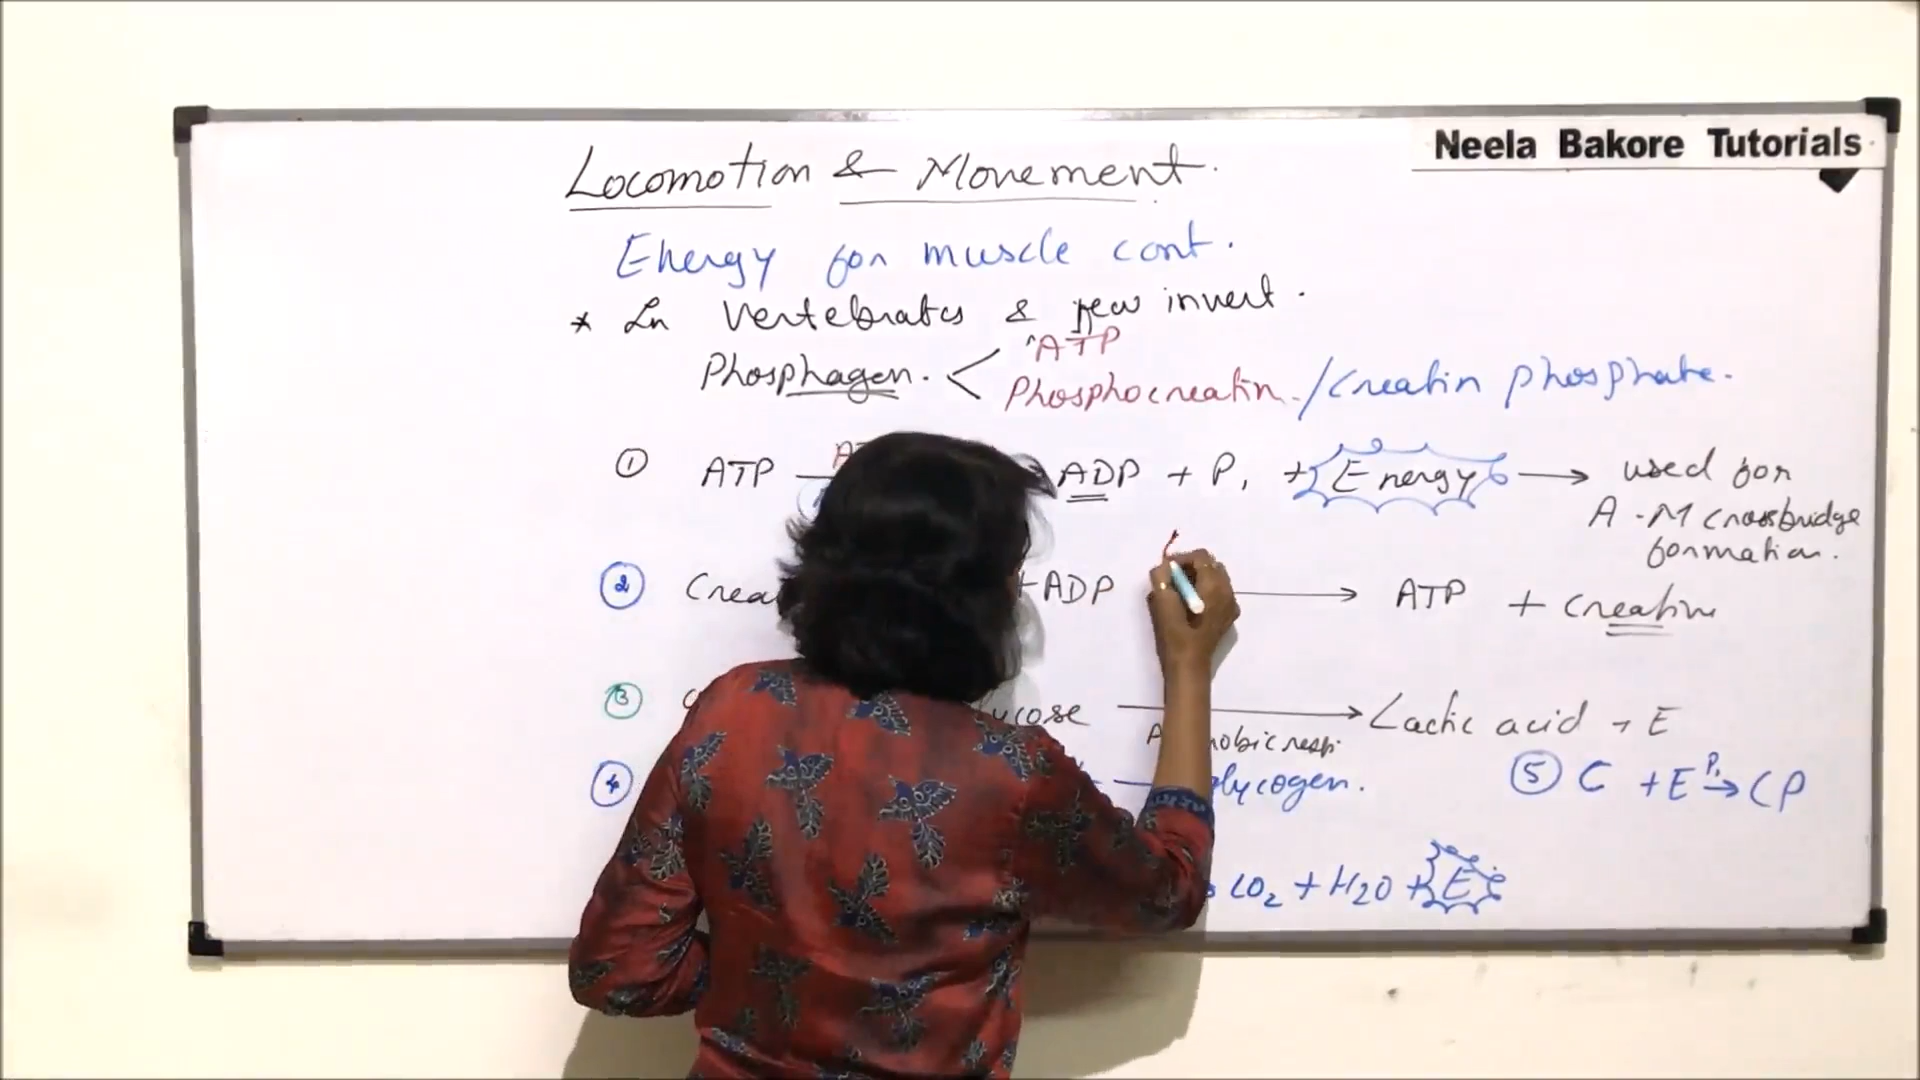 Neela Bakore Tutorials
Locomotion & Movement.
Energy for muscle cont.
* In vertebrates & few invert.
Phosphagen. < ATP
Phosphocreatin. / Creatin phosphate.
① ATP ADP + P, + Energy → used for
A - M crossbridge
formation.
② + ADP → ATP + Creatine
③ → Lactic acid + E
④ glycogen.
⑤ C + E P, → CP
CO2 + H2O + E